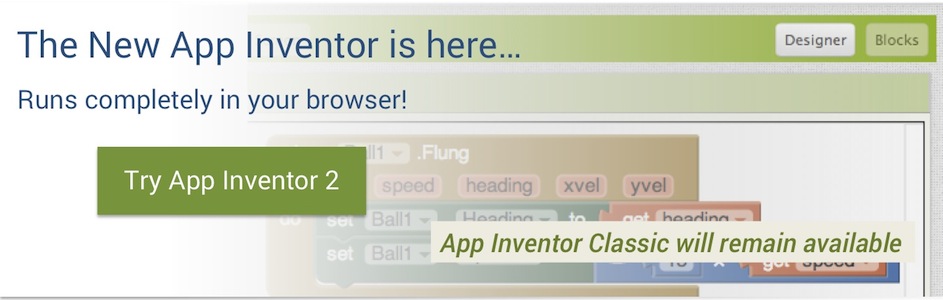 The New App Inventor is here...
Designer Blocks
Runs completely in your browser!
Ball1 .Flung
Try App Inventor 2
speed heading xvel yvel
set Ball1 Heading to get heading
App Inventor Classic will remain available
set Ball1 get speed